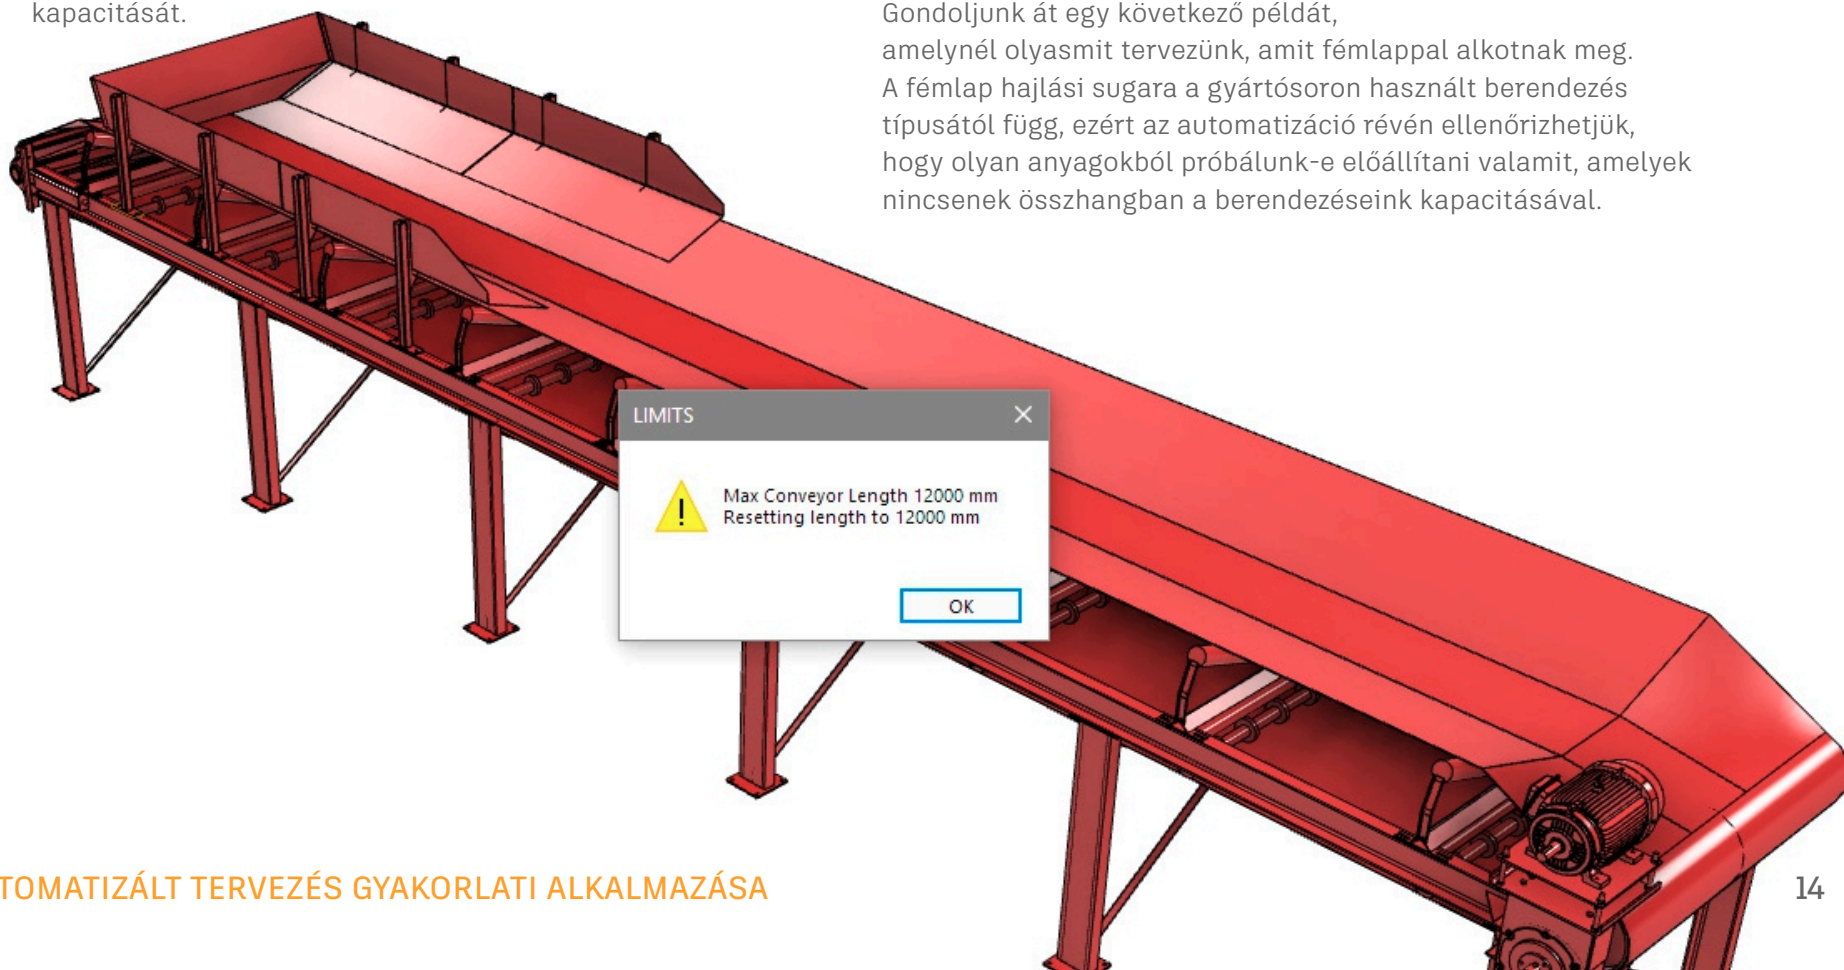 kapacitását.
Gondoljunk át egy következő példát,
amelynél olyasmit tervezünk, amit fémlappal alkotnak meg.
A fémlap hajlási sugara a gyártósoron használt berendezés
típusától függ, ezért az automatizáció révén ellenőrizhetjük,
hogy olyan anyagokból próbálunk-e előállítani valamit, amelyek
nincsenek összhangban a berendezéseink kapacitásával.
LIMITS
Max Conveyor Length 12000 mm
Resetting length to 12000 mm
OK
TOMATIZÁLT TERVEZÉS GYAKORLATI ALKALMAZÁSA
14